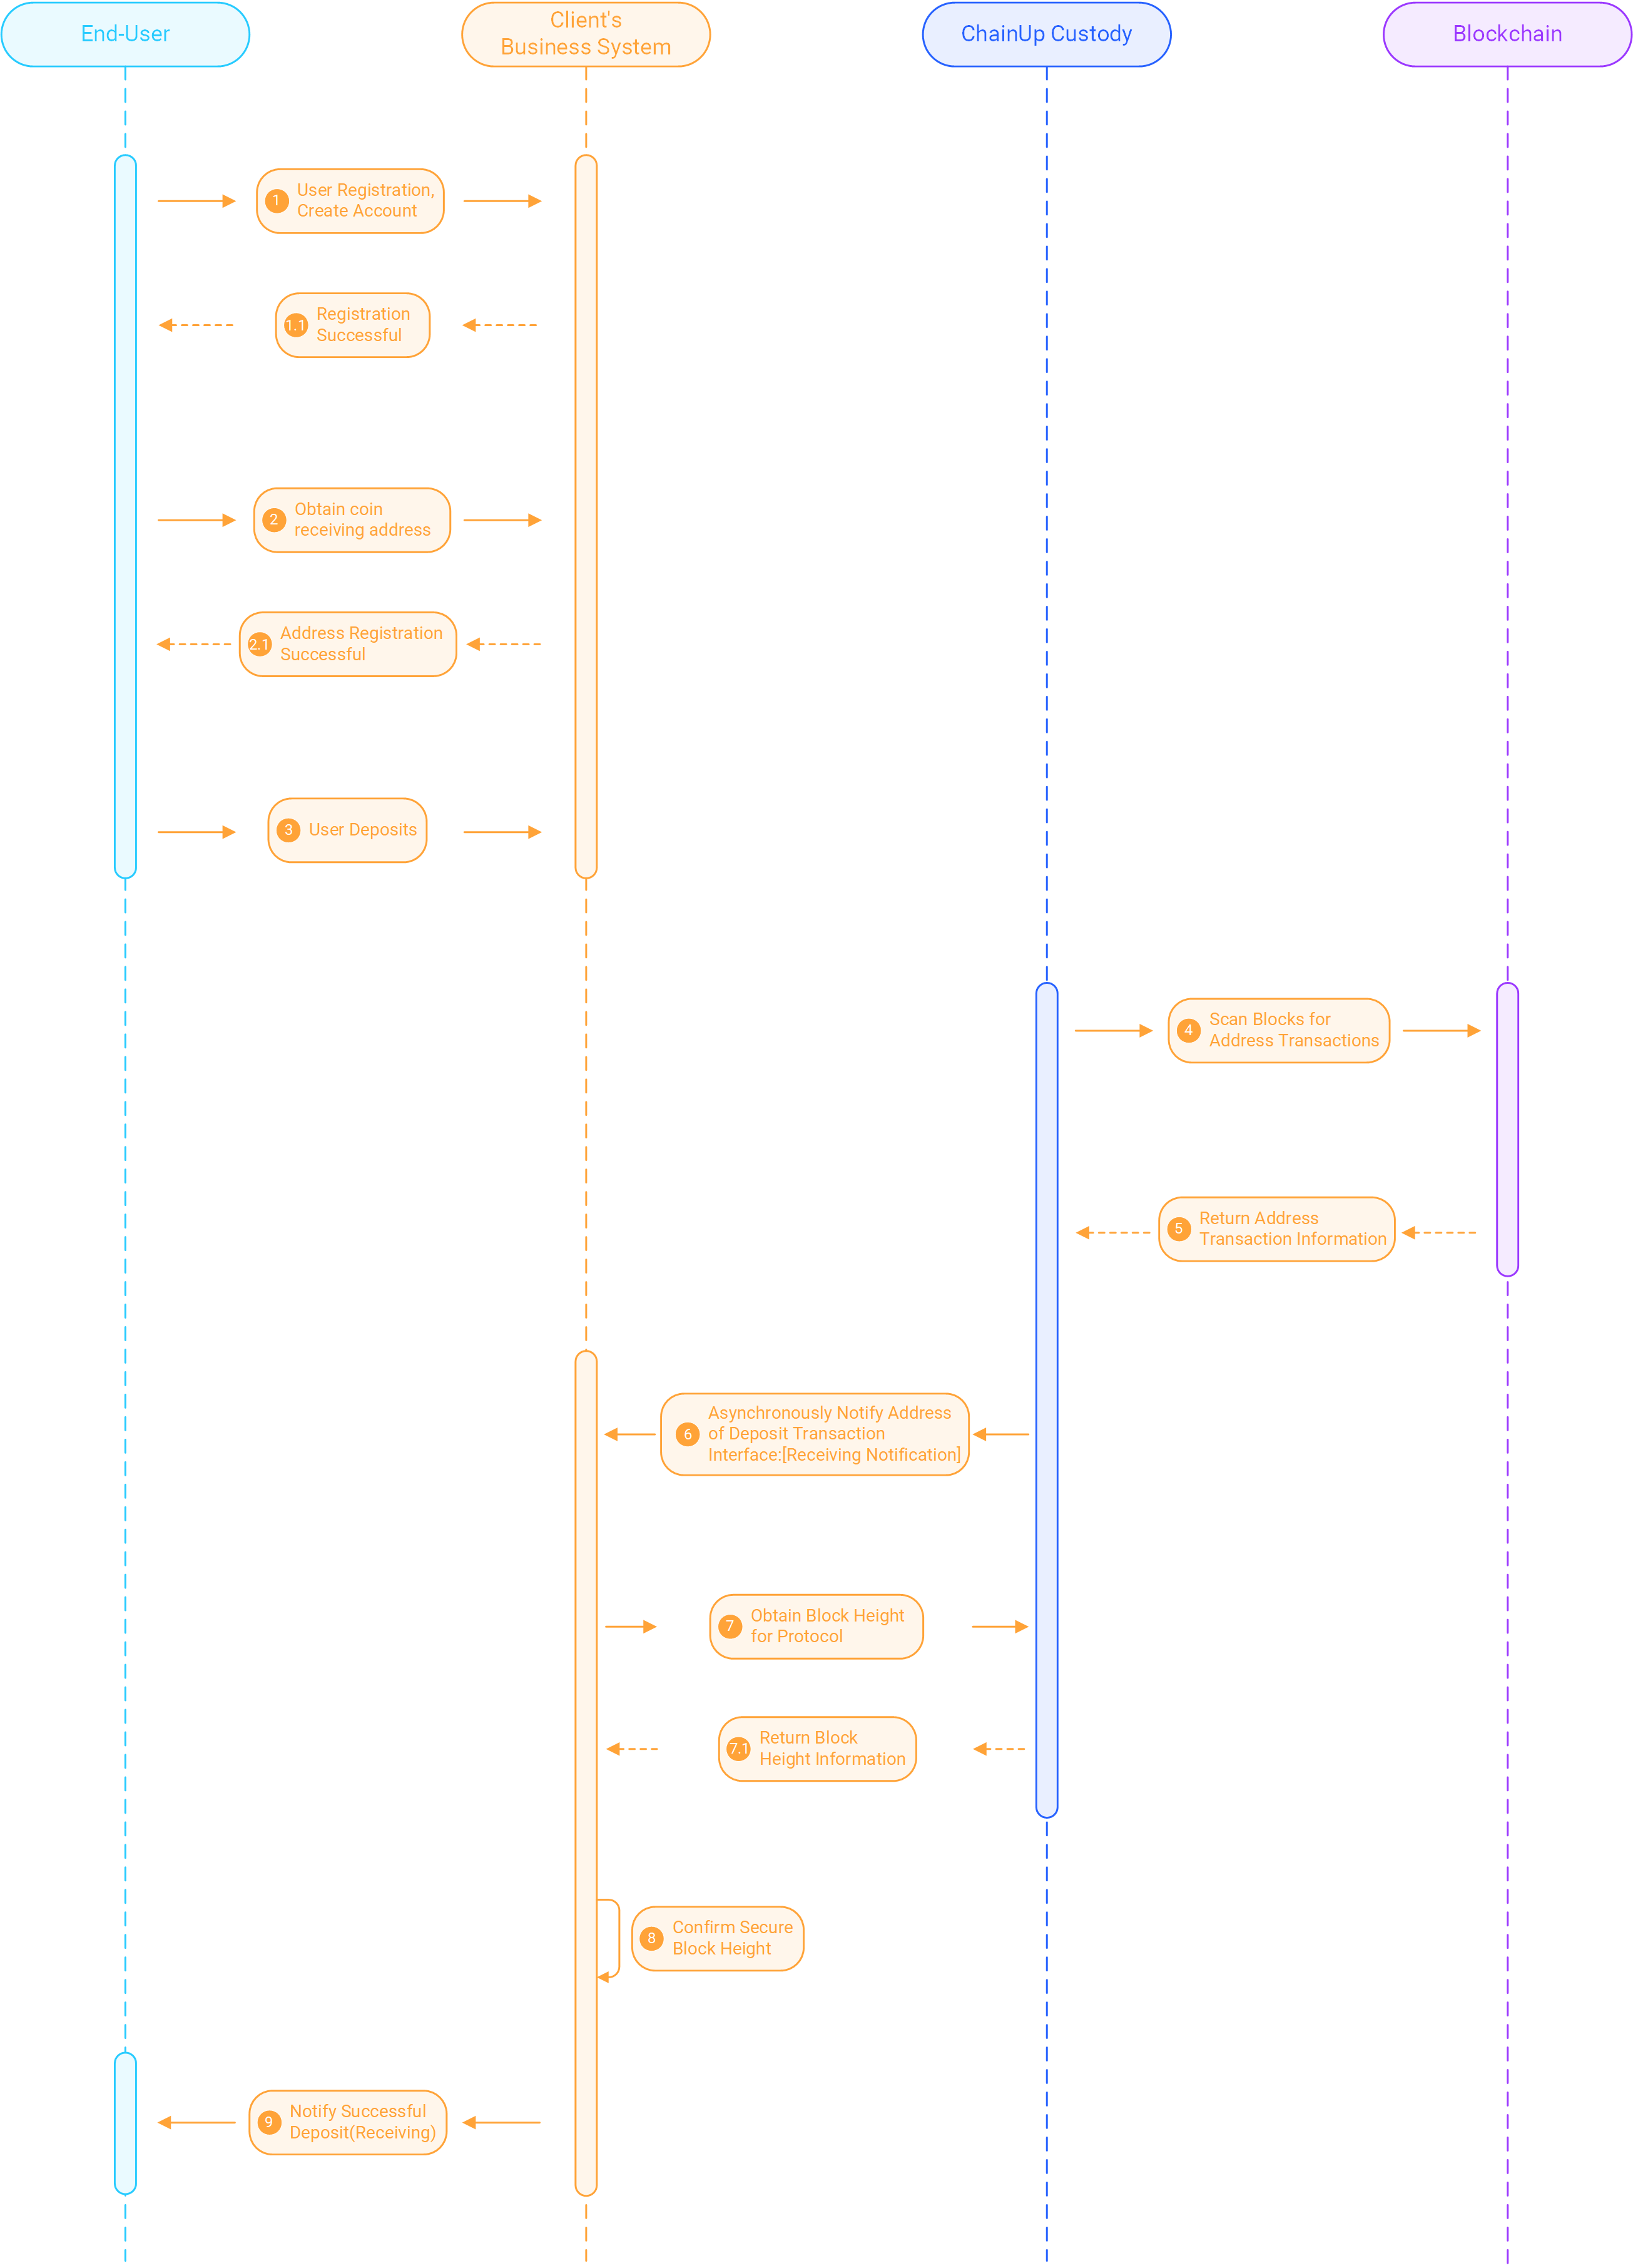 End-User
Client's
Business System
ChainUp Custody
Blockchain
1
User Registration,
Create Account
1.1
Registration
Successful
2
Obtain coin
receiving address
2.1
Address Registration
Successful
3
User Deposits
4
Scan Blocks for
Address Transactions
5
Return Address
Transaction Information
6
Asynchronously Notify Address
of Deposit Transaction
Interface:[Receiving Notification]
7
Obtain Block Height
for Protocol
7.1
Return Block
Height Information
8
Confirm Secure
Block Height
9
Notify Successful
Deposit(Receiving)